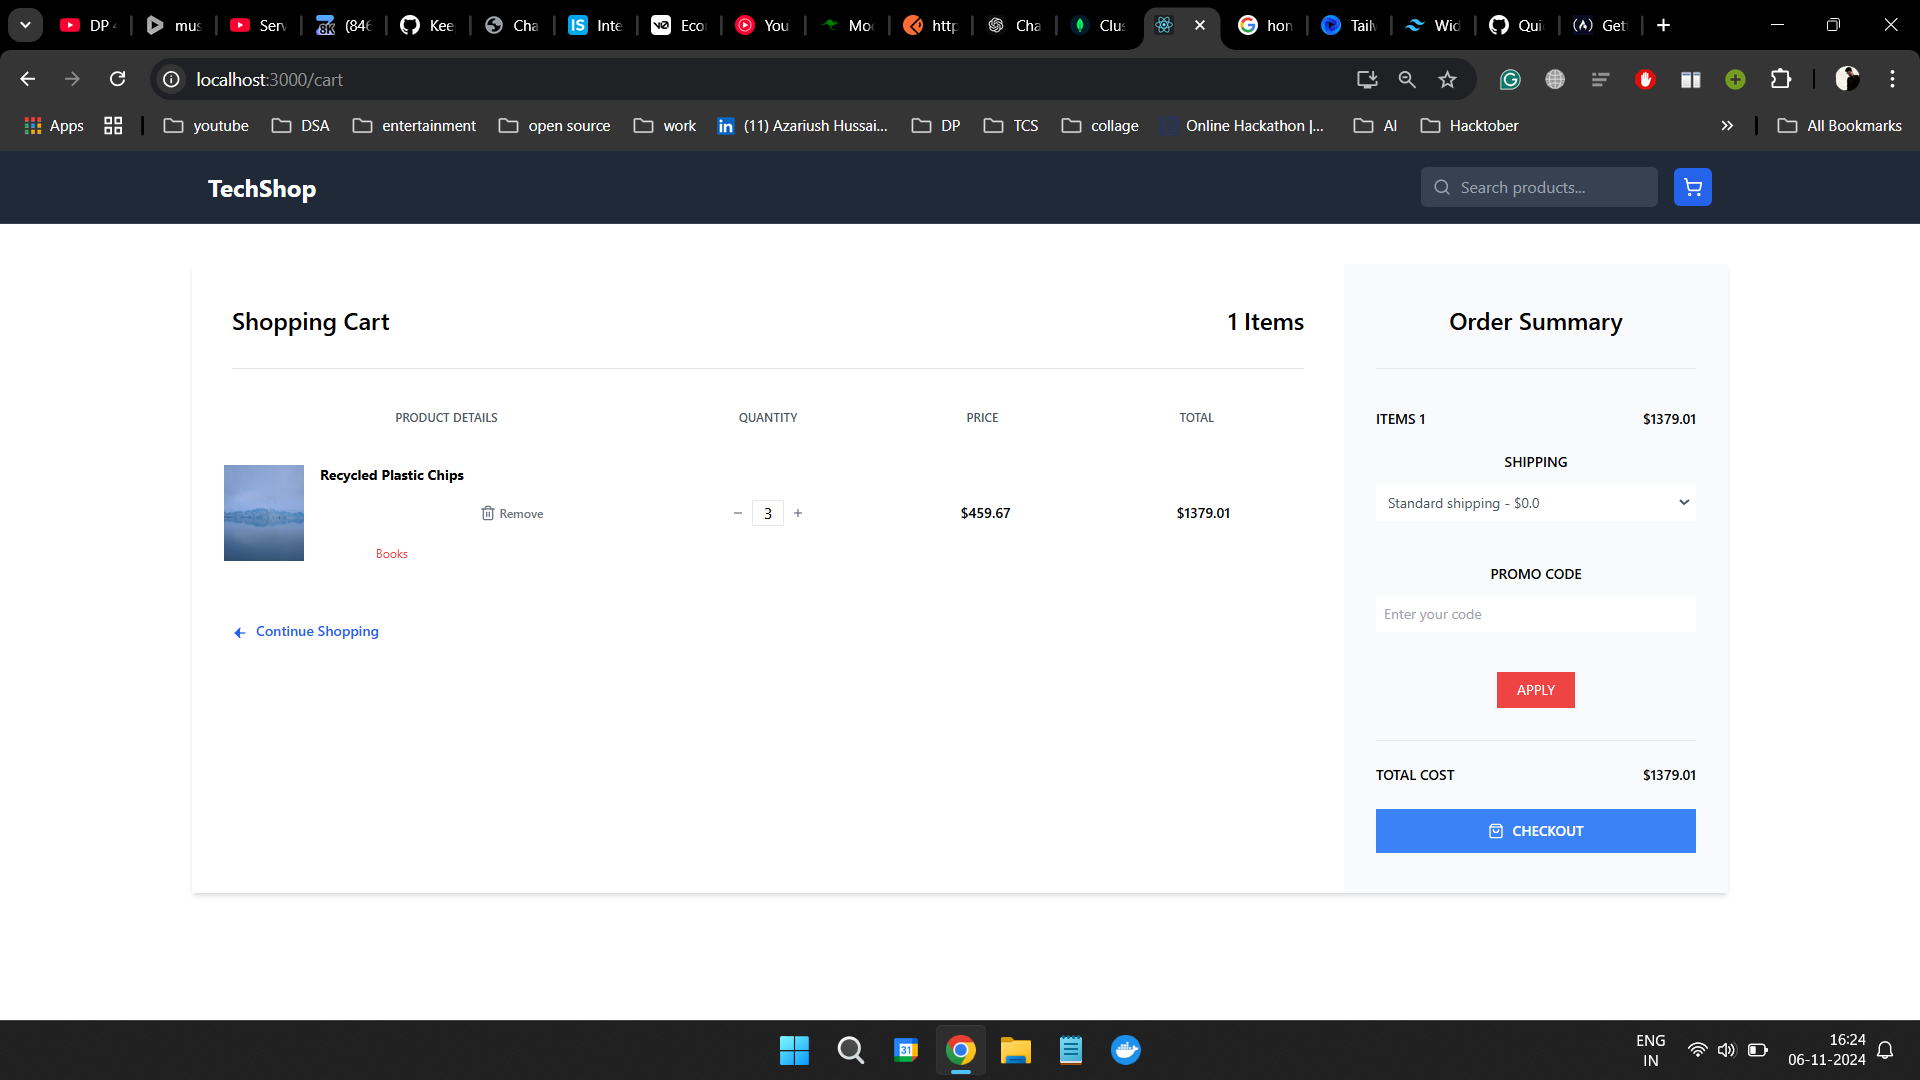 DP 4
mus
Serv
(846
Kee
Cha
Inte
Eco
You
Mo
http
Cha
Clus
hon
Tail
Wid
Qui
Get
localhost:3000/cart
Apps
youtube
DSA
entertainment
open source
work
(11) Azariush Hussai...
DP
TCS
collage
Online Hackathon |...
AI
Hacktober
All Bookmarks
TechShop
Search products...
Shopping Cart
1 Items
PRODUCT DETAILS
QUANTITY
PRICE
TOTAL
Recycled Plastic Chips
Remove
3
$459.67
$1379.01
Books
Continue Shopping
Order Summary
ITEMS 1
$1379.01
SHIPPING
Standard shipping - $0.0
PROMO CODE
Enter your code
APPLY
TOTAL COST
$1379.01
CHECKOUT
31
ENG
IN
16:24
06-11-2024